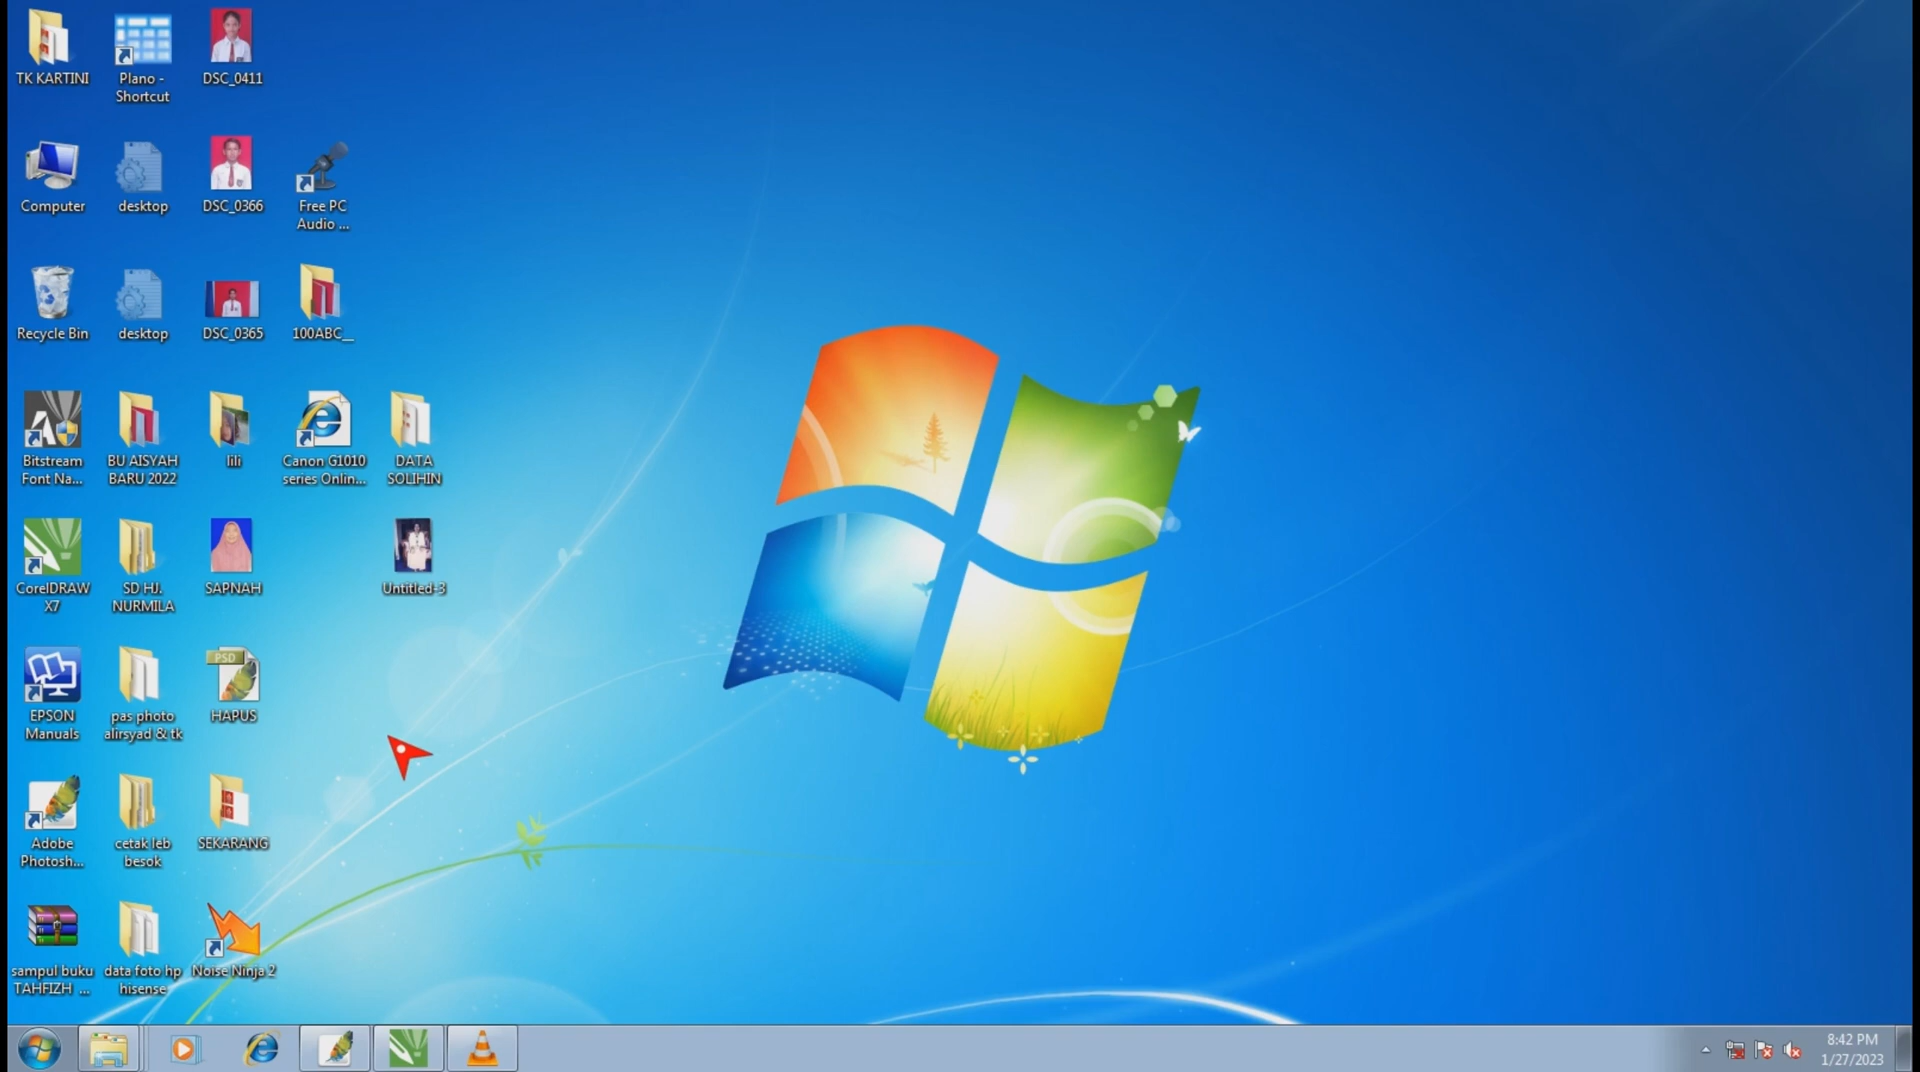 TK KARTINI
Plano -
Shortcut
DSC_0411
Computer
desktop
DSC_0366
Free PC
Audio ...
Recycle Bin
desktop
DSC_0365
100ABC__
Bitstream
Font Na...
BU AISYAH
BARU 2022
lili
Canon G1010
series Onlin...
DATA
SOLIHIN
CorelDRAW
X7
SD HJ.
NURMILA
SAPNAH
Untitled-3
EPSON
Manuals
pas photo
alirsyad & tk
PSD
HAPUS
Adobe
Photosh...
cetak leb
besok
SEKARANG
sampul buku
TAHFIZH ...
data foto hp
hisense
Noise Ninja 2
8:42 PM
1/27/2023